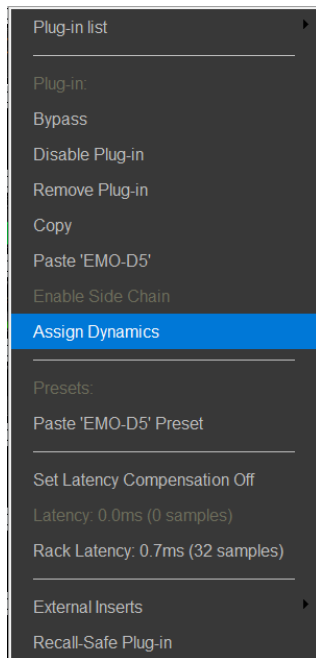 Plug-in list
Plug-in:
Bypass
Disable Plug-in
Remove Plug-in
Copy
Paste 'EMO-D5'
Enable Side Chain
Assign Dynamics
Presets:
Paste 'EMO-D5' Preset
Set Latency Compensation Off
Latency: 0.0ms (0 samples)
Rack Latency: 0.7ms (32 samples)
External Inserts
Recall-Safe Plug-in